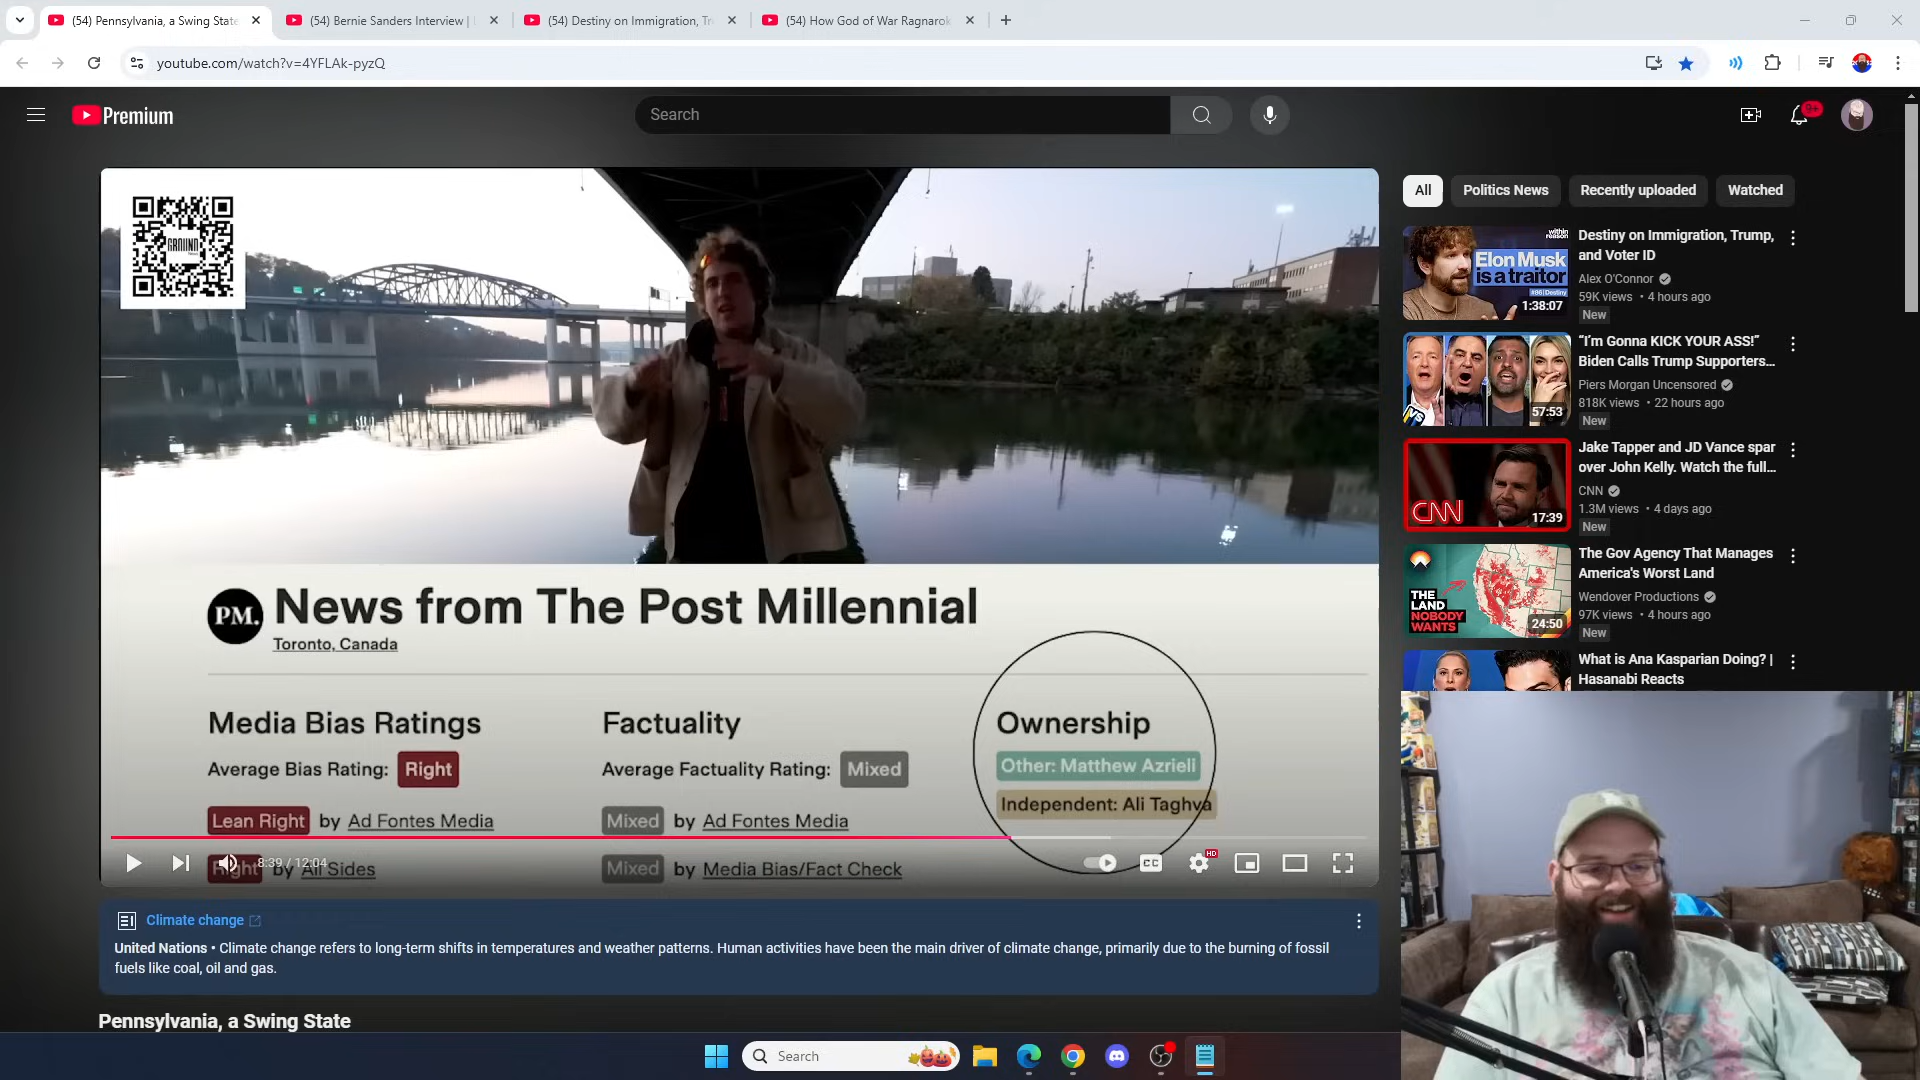 (54) Pennsylvania, a Swing State
(54) Bernie Sanders Interview |
(54) Destiny on Immigration, Tr
(54) How God of War Ragnarok
youtube.com/watch?v=4YFLAk-pyzQ
Premium
Search
9+
GROUND
News from The Post Millennial
PM.
Toronto, Canada
Media Bias Ratings
Factuality
Ownership
Average Bias Rating: Right
Average Factuality Rating: Mixed
Other: Matthew Azrieli
Independent: Ali Taghva
Lean Right by Ad Fontes Media
Mixed by Ad Fontes Media
Right by All Sides
Mixed by Media Bias/Fact Check
8:39 / 12:04
CC
HD
Climate change
United Nations • Climate change refers to long-term shifts in temperatures and weather patterns. Human activities have been the main driver of climate change, primarily due to the burning of fossil
fuels like coal, oil and gas.
Pennsylvania, a Swing State
All
Politics News
Recently uploaded
Watched
within reason
Elon Musk
is a traitor
#86 | Destiny
1:38:07
Destiny on Immigration, Trump,
and Voter ID
Alex O'Connor
59K views • 4 hours ago
New
57:53
"I'm Gonna KICK YOUR ASS!"
Biden Calls Trump Supporters...
Piers Morgan Uncensored
818K views • 22 hours ago
New
CNN
17:39
Jake Tapper and JD Vance spar
over John Kelly. Watch the full...
CNN
1.3M views • 4 days ago
New
THE
LAND
NOBODY
WANTS
24:50
The Gov Agency That Manages
America's Worst Land
Wendover Productions
97K views • 4 hours ago
New
What is Ana Kasparian Doing? |
Hasanabi Reacts
Search